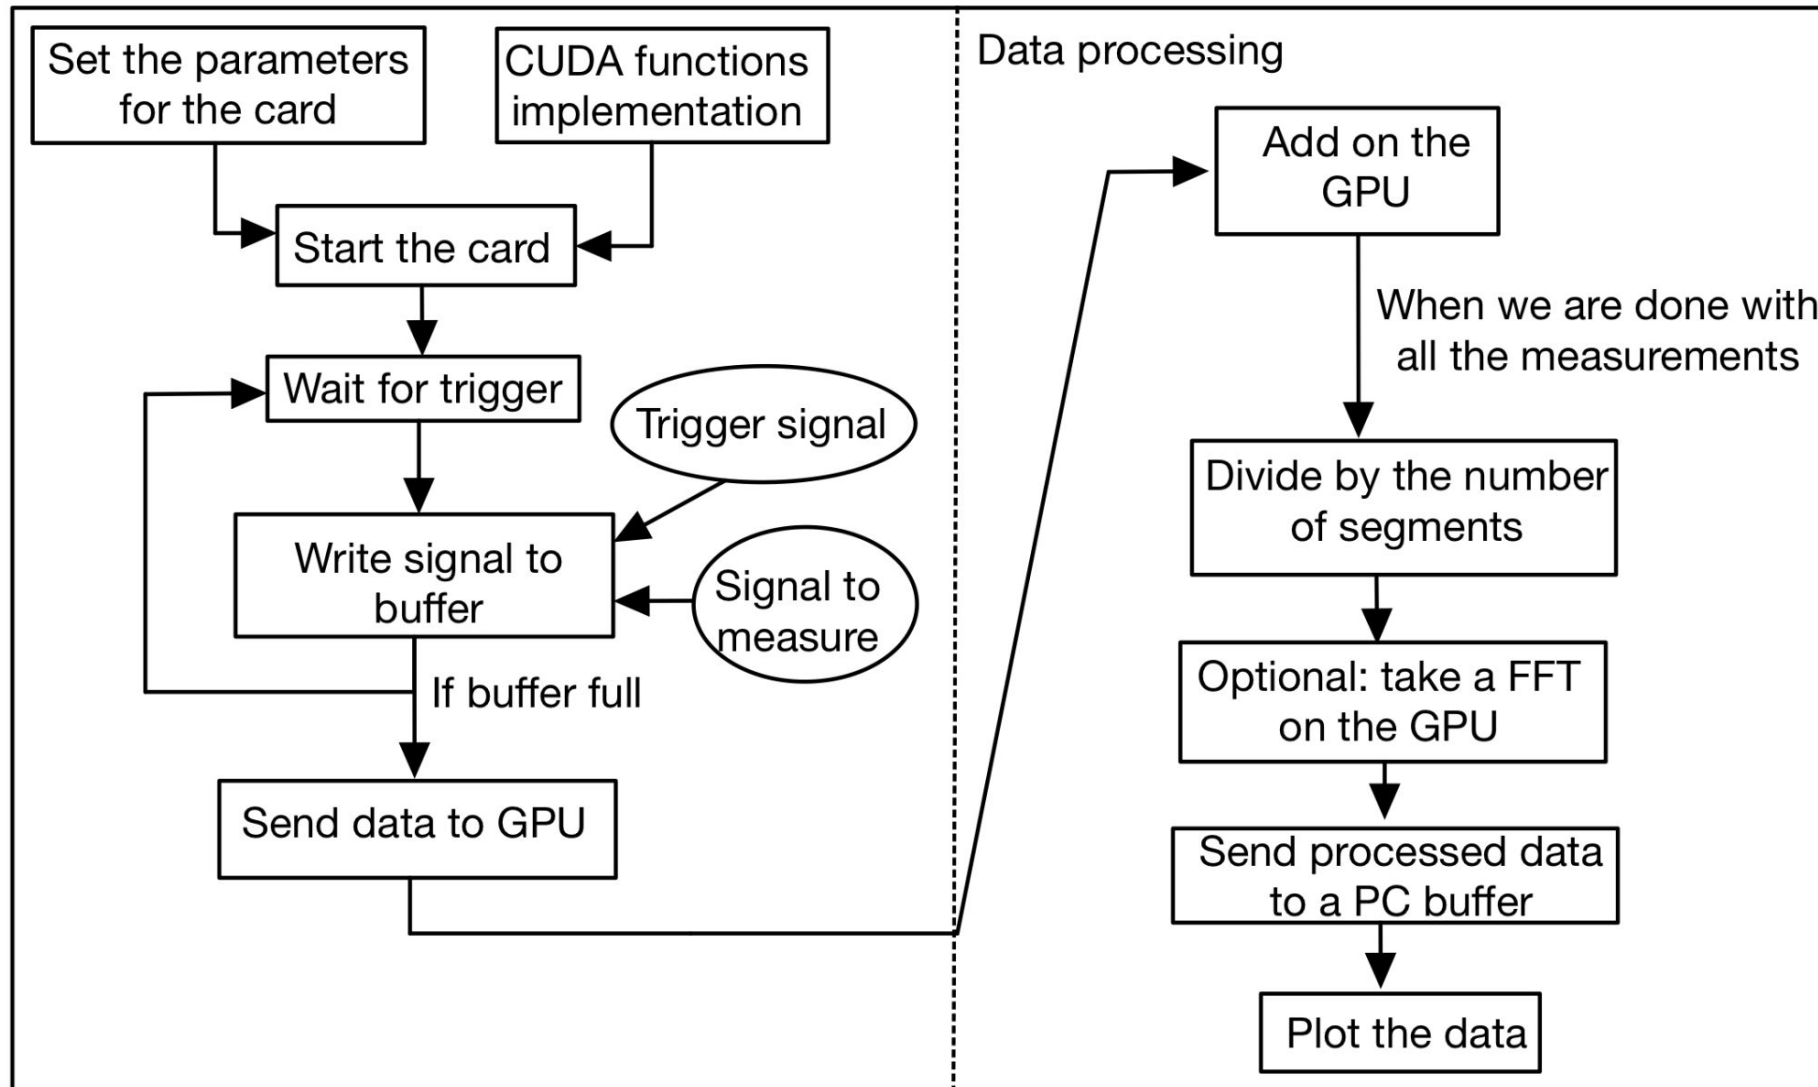 Set the parameters
for the card
CUDA functions
implementation
Start the card
Wait for trigger
Trigger signal
Write signal to
buffer
Signal to
measure
If buffer full
Send data to GPU
Data processing
Add on the
GPU
When we are done with
all the measurements
Divide by the number
of segments
Optional: take a FFT
on the GPU
Send processed data
to a PC buffer
Plot the data